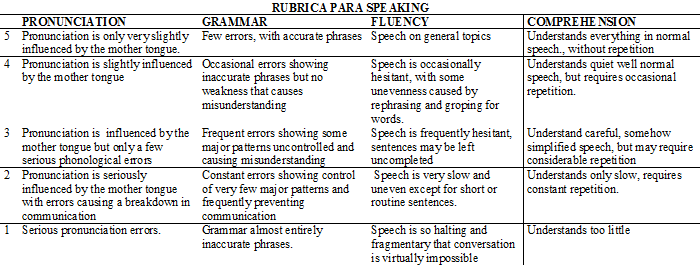 RUBRICA PARA SPEAKING
PRONUNCIATION GRAMMAR FLUENCY COMPREHENSION
5 Pronunciation is only very slightly Few errors, with accurate phrases Speech on general topics Understands everything in normal
influenced by the mother tongue. speech., without repetition
4 Pronunciation is slightly influenced Occasional errors showing Speech is occasionally Understands quiet well normal
by the mother tongue inaccurate phrases but no hesitant, with some speech, but requires occasional
weakness that causes unevenness caused by repetition.
misunderstanding rephrasing and groping for
words.
3 Pronunciation is influenced by the Frequent errors showing some Speech is frequently hesitant, Understand careful, somehow
mother tongue but only a few major patterns uncontrolled and sentences may be left simplified speech, but may require
serious phonological errors causing misunderstanding uncompleted considerable repetition
2 Pronunciation is seriously Constant errors showing control Speech is very slow and Understands only slow, requires
influenced by the mother tongue of very few major patterns and uneven except for short or constant repetition.
with errors causing a breakdown in frequently preventing routine sentences.
communication communication
1 Serious pronunciation errors. Grammar almost entirely Speech is so halting and Understands too little
inaccurate phrases. fragmentary that conversation
is virtually impossible